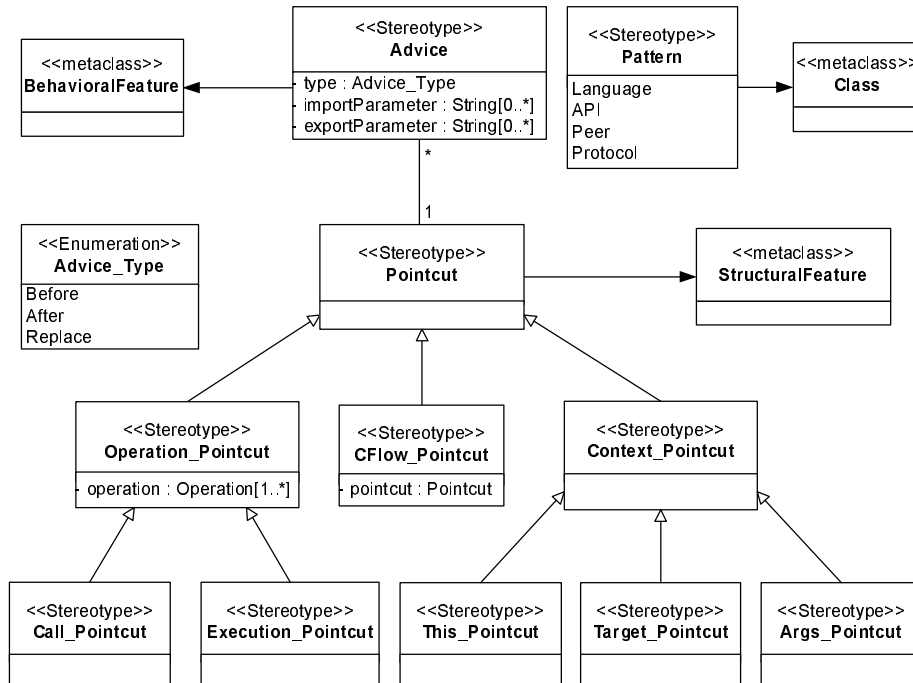 <<Stereotype>>
Advice
- type : Advice_Type
- importParameter : String[0..*]
- exportParameter : String[0..*]
<<metaclass>>
BehavioralFeature
<<Stereotype>>
Pattern
Language
API
Peer
Protocol
<<metaclass>>
Class
*
1
<<Enumeration>>
Advice_Type
Before
After
Replace
<<Stereotype>>
Pointcut
<<metaclass>>
StructuralFeature
<<Stereotype>>
Operation_Pointcut
- operation : Operation[1..*]
<<Stereotype>>
CFlow_Pointcut
- pointcut : Pointcut
<<Stereotype>>
Context_Pointcut
<<Stereotype>>
Call_Pointcut
<<Stereotype>>
Execution_Pointcut
<<Stereotype>>
This_Pointcut
<<Stereotype>>
Target_Pointcut
<<Stereotype>>
Args_Pointcut